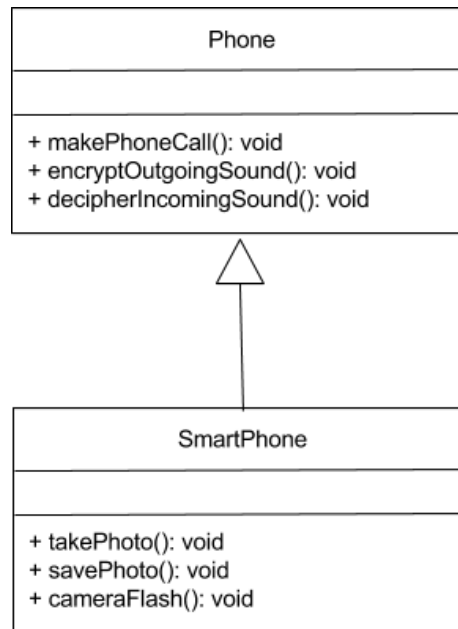 Phone
+ makePhoneCall(): void
+ encryptOutgoingSound(): void
+ decipherIncomingSound(): void
SmartPhone
+ takePhoto(): void
+ savePhoto(): void
+ cameraFlash(): void